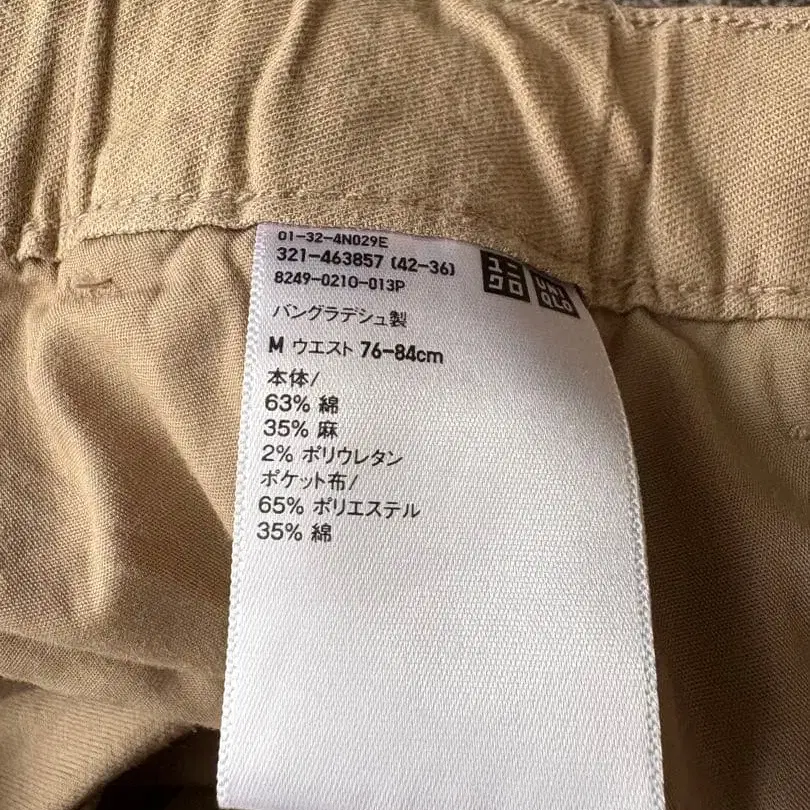 01-32-4N029E
321-463857 (42-36)
8249-0210-013P
ユニ
クロ
UNI
QLO
バングラデシュ製
M ウエスト 76-84cm
本体/
63% 綿
35% 麻
2% ポリウレタン
ポケット布/
65% ポリエステル
35% 綿